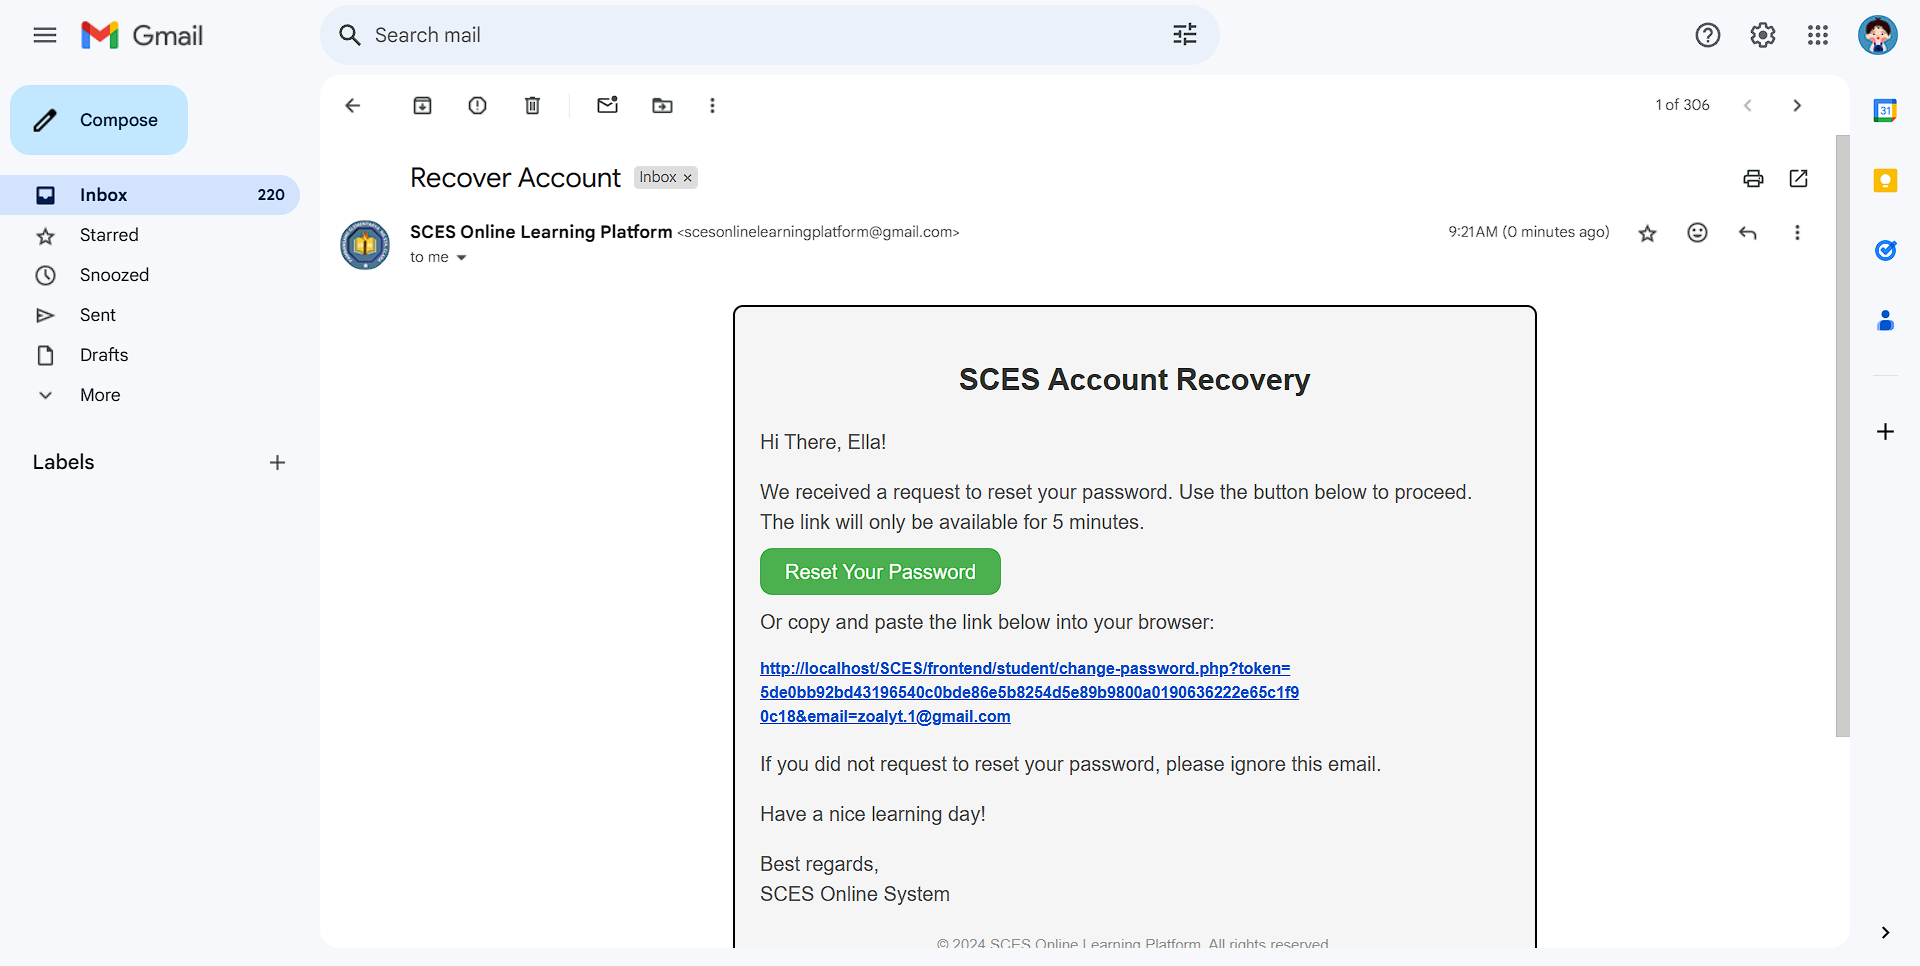 Gmail
Search mail
Compose
Inbox 220
Starred
Snoozed
Sent
Drafts
More
Labels
1 of 306
Recover Account Inbox ×
SCES Online Learning Platform <scesonlinelearningplatform@gmail.com>
9:21AM (0 minutes ago)
to me
SCES Account Recovery
Hi There, Ella!
We received a request to reset your password. Use the button below to proceed.
The link will only be available for 5 minutes.
Reset Your Password
Or copy and paste the link below into your browser:
http://localhost/SCES/frontend/student/change-password.php?token=
5de0bb92bd43196540c0bde86e5b8254d5e89b9800a0190636222e65c1f9
0c18&email=zoalyt.1@gmail.com
If you did not request to reset your password, please ignore this email.
Have a nice learning day!
Best regards,
SCES Online System
© 2024 SCES Online Learning Platform. All rights reserved
31